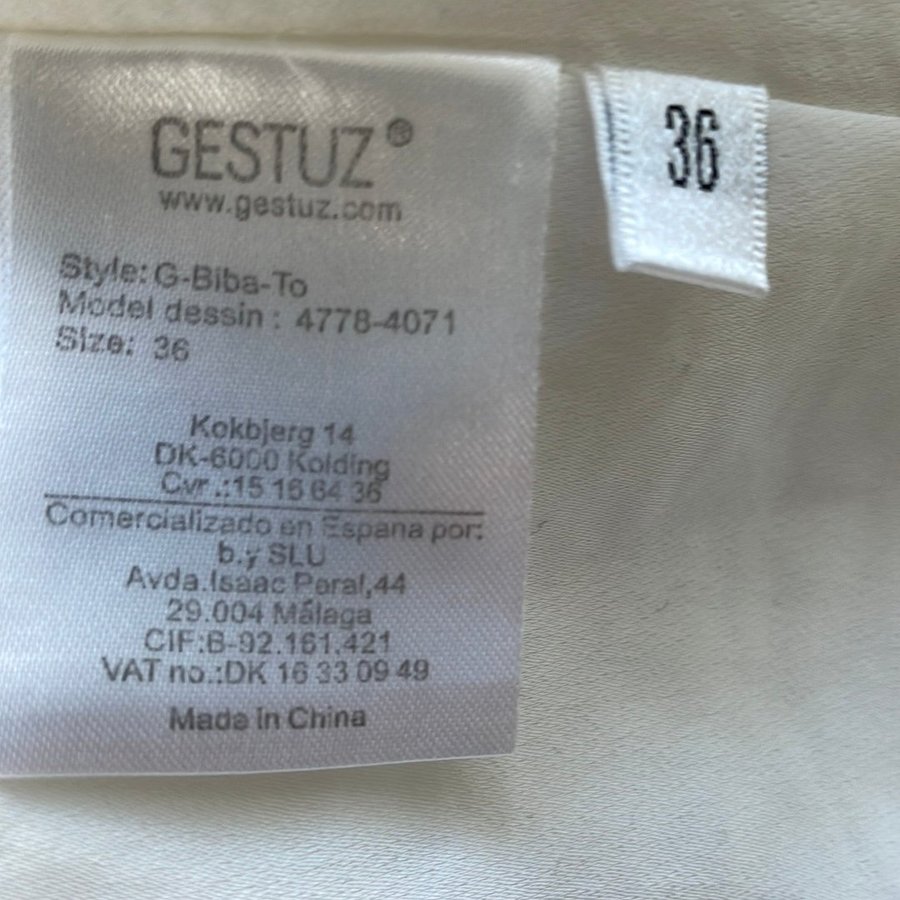 GESTUZ®
www.gestuz.com
Style: G-Biba-To
Model dessin : 4778-4071
Size: 36
Kokbjerg 14
DK-6000 Kolding
Cvr.:15 16 64 36
Comercializado en Espana por:
b.y SLU
Avda.Isaac Peral,44
29.004 Málaga
CIF:B-92.161.421
VAT no.:DK 16 33 09 49
Made in China
36